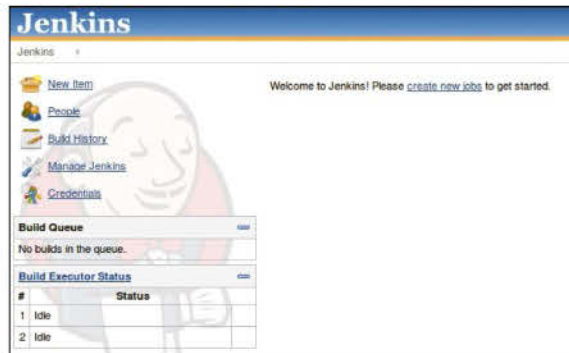 Jenkins
Jenkins
New Item
People
Build History
Manage Jenkins
Credentials
Welcome to Jenkins! Please create new jobs to get started.
Build Queue
No builds in the queue.
Build Executor Status
# Status
1 Idle
2 Idle